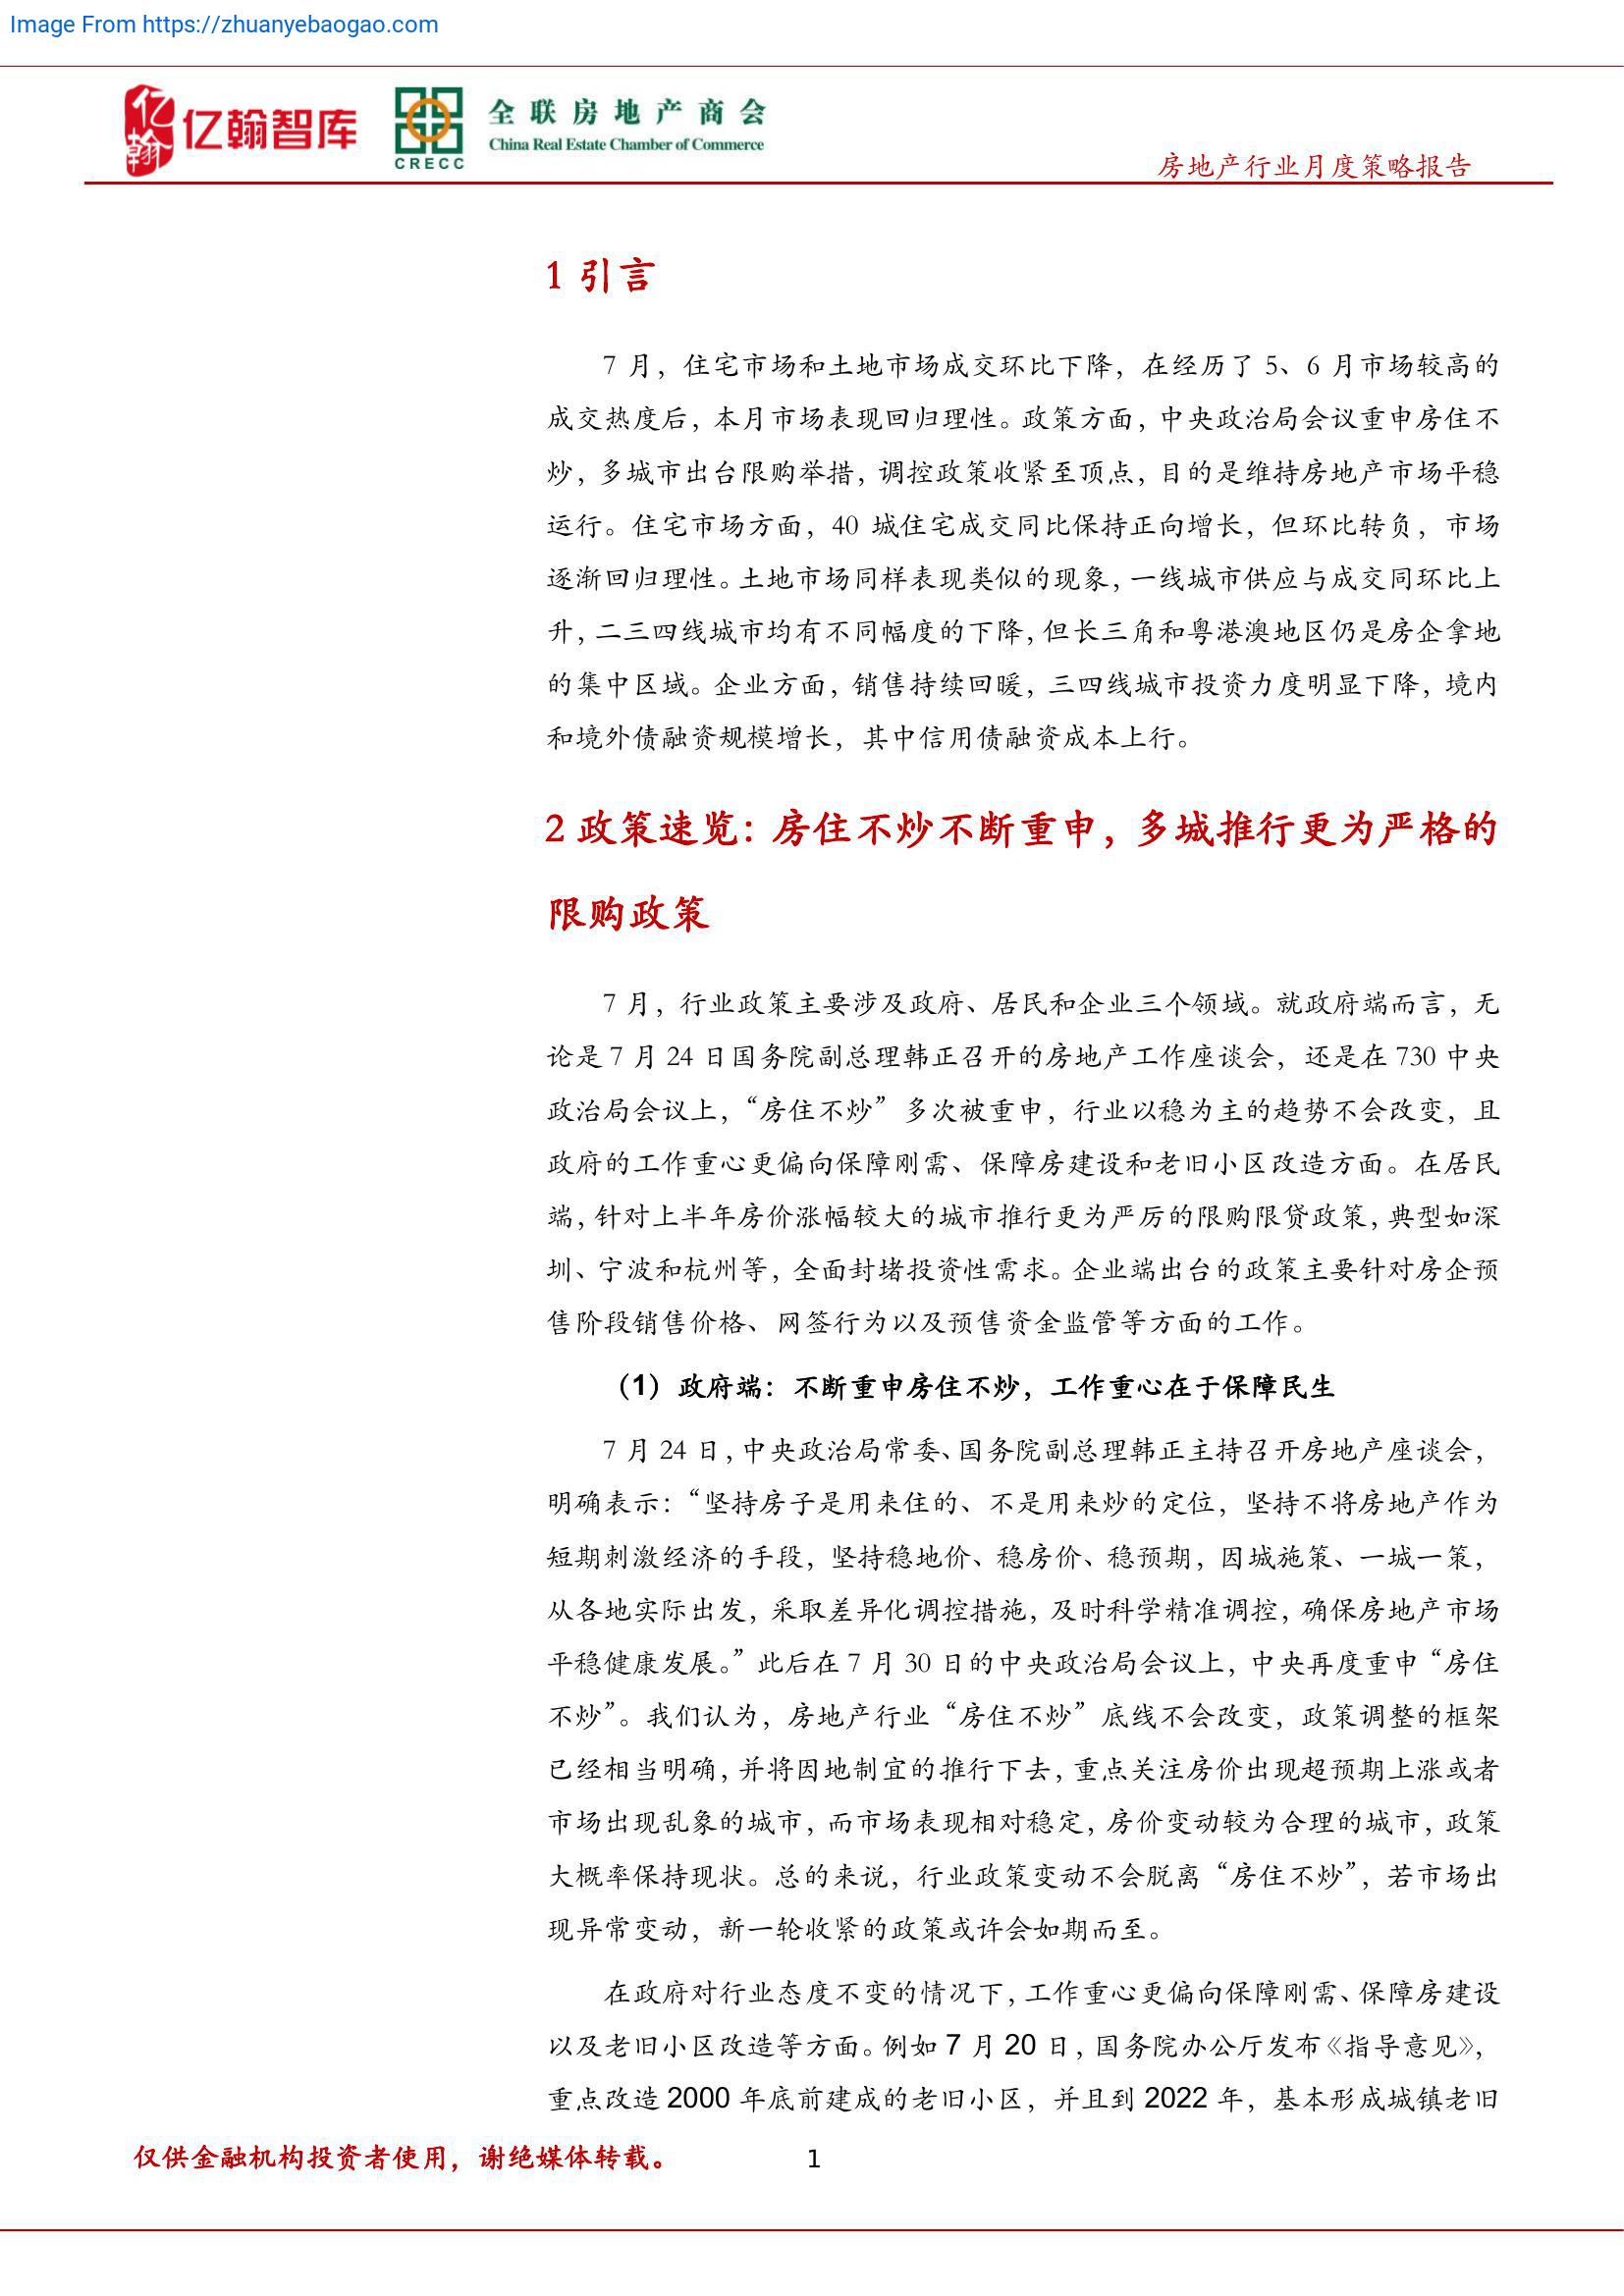 Image From https://zhuanyebaogao.com
亿翰
亿翰智库
CRECC
全联房地产商会
China Real Estate Chamber of Commerce
房地产行业月度策略报告
1 引言
7 月，住宅市场和土地市场成交环比下降，在经历了 5、6 月市场较高的
成交热度后，本月市场表现回归理性。政策方面，中央政治局会议重申房住不
炒，多城市出台限购举措，调控政策收紧至顶点，目的是维持房地产市场平稳
运行。住宅市场方面，40 城住宅成交同比保持正向增长，但环比转负，市场
逐渐回归理性。土地市场同样表现类似的现象，一线城市供应与成交同环比上
升，二三四线城市均有不同幅度的下降，但长三角和粤港澳地区仍是房企拿地
的集中区域。企业方面，销售持续回暖，三四线城市投资力度明显下降，境内
和境外债融资规模增长，其中信用债融资成本上行。
2 政策速览：房住不炒不断重申，多城推行更为严格的
限购政策
7 月，行业政策主要涉及政府、居民和企业三个领域。就政府端而言，无
论是 7 月 24 日国务院副总理韩正召开的房地产工作座谈会，还是在 730 中央
政治局会议上，“房住不炒”多次被重申，行业以稳为主的趋势不会改变，且
政府的工作重心更偏向保障刚需、保障房建设和老旧小区改造方面。在居民
端，针对上半年房价涨幅较大的城市推行更为严厉的限购限贷政策，典型如深
圳、宁波和杭州等，全面封堵投资性需求。企业端出台的政策主要针对房企预
售阶段销售价格、网签行为以及预售资金监管等方面的工作。
（1）政府端：不断重申房住不炒，工作重心在于保障民生
7 月 24 日，中央政治局常委、国务院副总理韩正主持召开房地产座谈会，
明确表示：“坚持房子是用来住的、不是用来炒的定位，坚持不将房地产作为
短期刺激经济的手段，坚持稳地价、稳房价、稳预期，因城施策、一城一策，
从各地实际出发，采取差异化调控措施，及时科学精准调控，确保房地产市场
平稳健康发展。”此后在 7 月 30 日的中央政治局会议上，中央再度重申“房住
不炒”。我们认为，房地产行业“房住不炒”底线不会改变，政策调整的框架
已经相当明确，并将因地制宜的推行下去，重点关注房价出现超预期上涨或者
市场出现乱象的城市，而市场表现相对稳定，房价变动较为合理的城市，政策
大概率保持现状。总的来说，行业政策变动不会脱离“房住不炒”，若市场出
现异常变动，新一轮收紧的政策或许会如期而至。
在政府对行业态度不变的情况下，工作重心更偏向保障刚需、保障房建设
以及老旧小区改造等方面。例如 7 月 20 日，国务院办公厅发布《指导意见》，
重点改造 2000 年底前建成的老旧小区，并且到 2022 年，基本形成城镇老旧
仅供金融机构投资者使用，谢绝媒体转载。
1